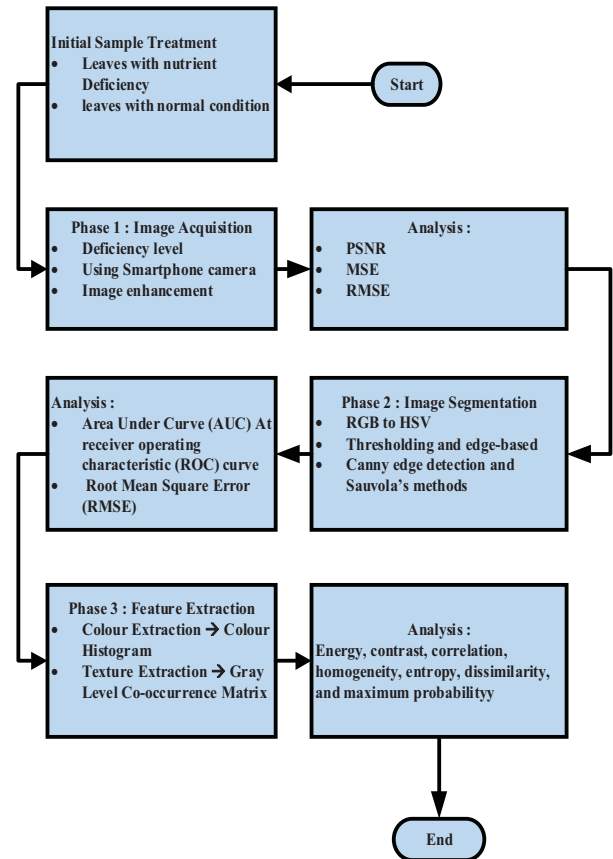 Start
Initial Sample Treatment
• Leaves with nutrient
Deficiency
• leaves with normal condition
Phase 1 : Image Acquisition
• Deficiency level
• Using Smartphone camera
• Image enhancement
Analysis :
• PSNR
• MSE
• RMSE
Phase 2 : Image Segmentation
• RGB to HSV
• Thresholding and edge-based
• Canny edge detection and
Sauvola's methods
Analysis :
• Area Under Curve (AUC) At
receiver operating
characteristic (ROC) curve
• Root Mean Square Error
(RMSE)
Phase 3 : Feature Extraction
• Colour Extraction → Colour
Histogram
• Texture Extraction → Gray
Level Co-occurrence Matrix
Analysis :
Energy, contrast, correlation,
homogeneity, entropy, dissimilarity,
and maximum probabilityy
End